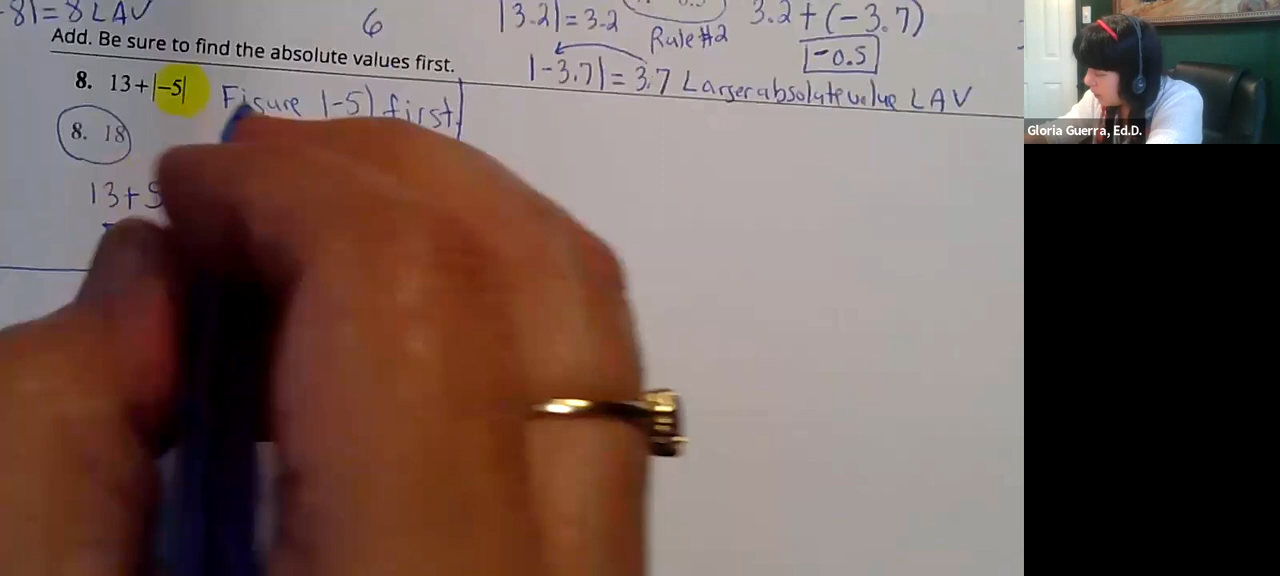 -8|= 8 LAV
6
|3.2| = 3.2
Rule #2
3.2 + (-3.7)
-0.5
|-3.7| = 3.7 Larger absolute value LAV
Add. Be sure to find the absolute values first.
8. 13+|-5|
Figure |-5| first.
8. 18
13+5
Gloria Guerra, Ed.D.